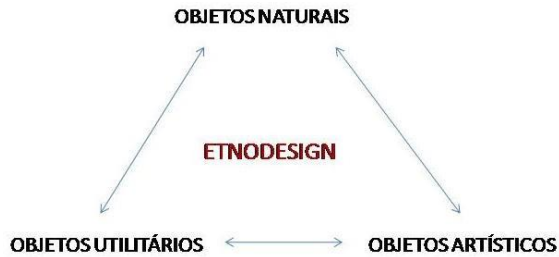 OBJETOS NATURAIS
ETNODESIGN
OBJETOS UTILITÁRIOS
OBJETOS ARTÍSTICOS